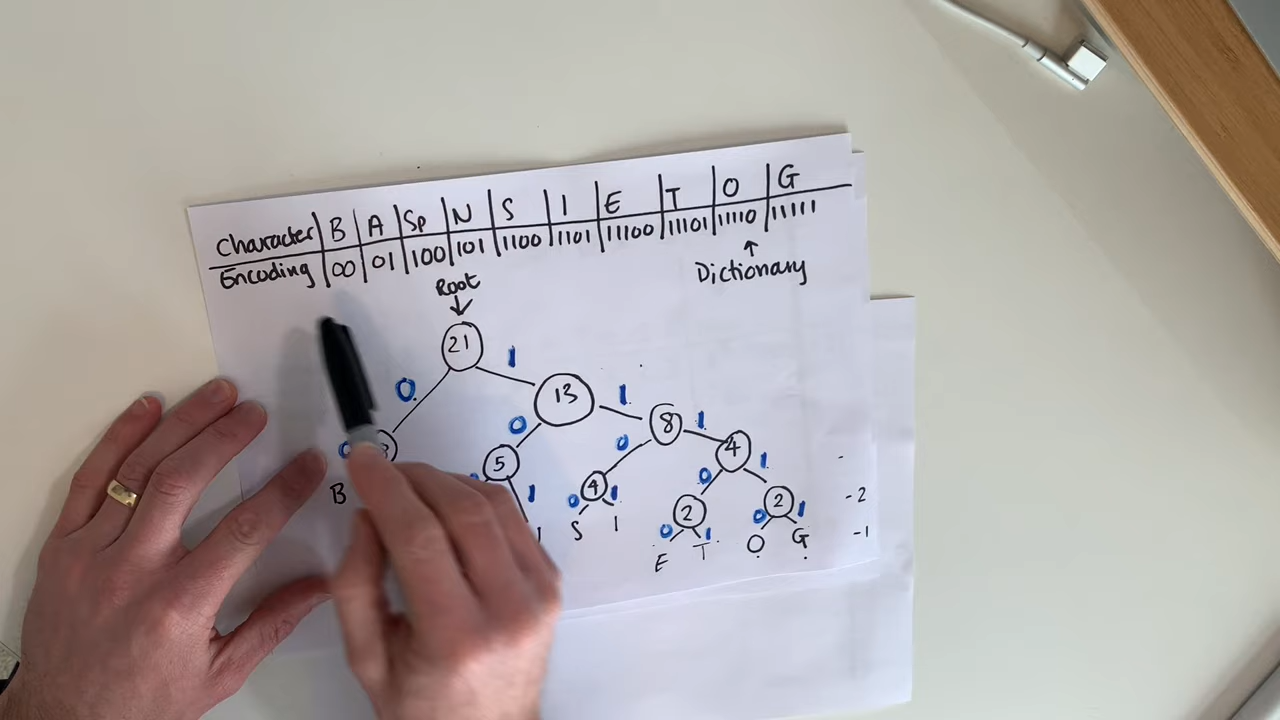 Character B A Sp N S I E T O G
Encoding 00 01 100 101 1100 1101 11100 11101 11110 11111
Dictionary
Root
21
1
0 13 1
0 8 1
0 0 4 1
5 0 2
B 1 0 4 1 2 0 1 -2
S I 0 1 O G -1
E T